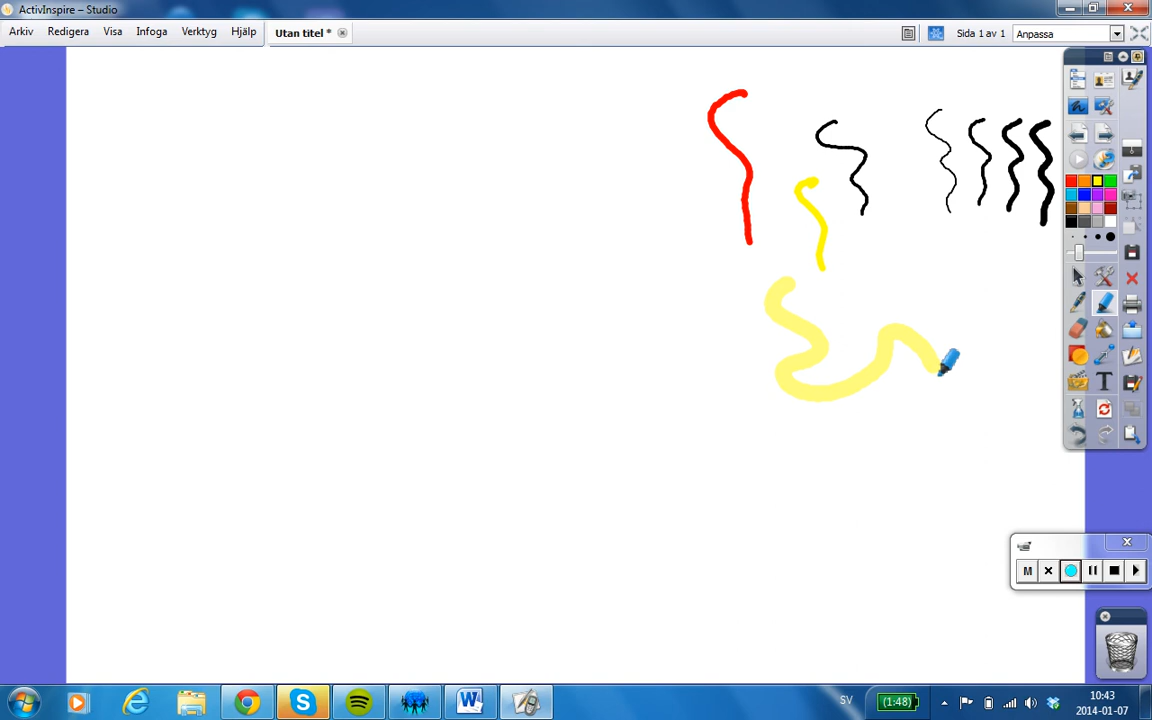 ActivInspire – Studio
Arkiv Redigera Visa Infoga Verktyg Hjälp Utan titel * Sida 1 av 1 Anpassa
T
M
W
SV (1:48) 10:43
2014-01-07